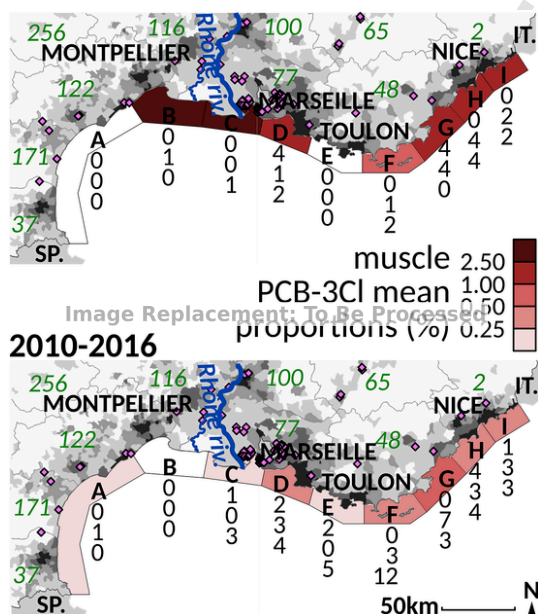 256
116
100
65
2
IT.
MONTPELLIER
Rhone riv.
NICE
122
77
48
MARSEILLE
TOULON
171
37
SP.
A
0
0
0
B
0
1
0
C
0
0
1
D
4
1
2
E
0
0
0
F
0
1
2
G
4
4
0
H
0
4
4
I
0
2
2
muscle
PCB-3Cl mean
proportions (%)
2.50
1.00
0.50
0.25
Image Replacement: To Be Processed
2010-2016
256
116
100
65
2
IT.
MONTPELLIER
Rhone riv.
NICE
122
77
48
MARSEILLE
TOULON
171
37
SP.
A
0
1
0
B
0
0
0
C
1
0
3
D
2
3
4
E
2
0
5
F
0
3
12
G
0
7
3
H
4
3
4
I
1
3
3
50km
N